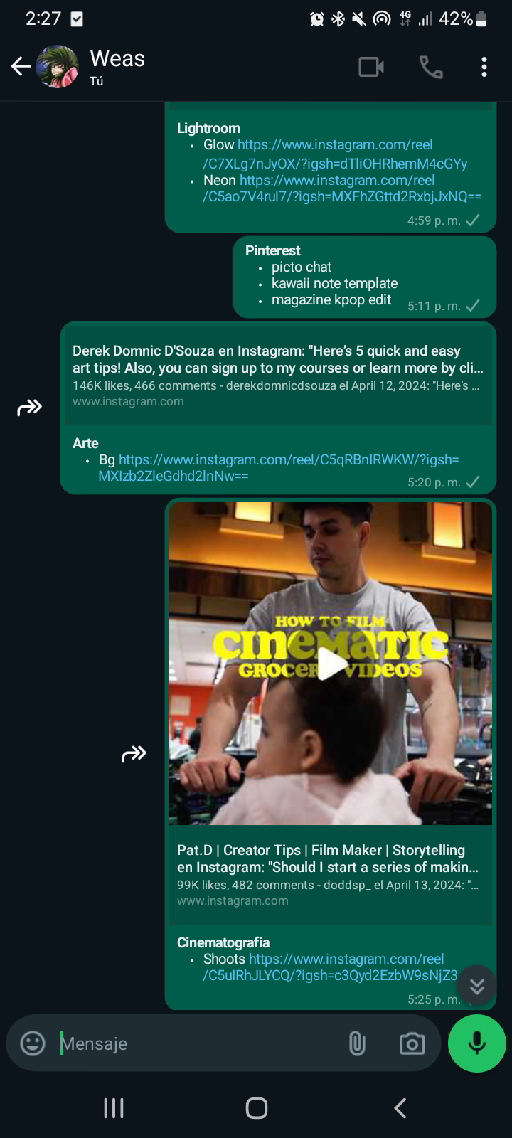 2:27
4G 42%
Weas
Tú
Lightroom
• Glow https://www.instagram.com/reel
/C7XLg7nJyOX/?igsh=dTliOHRhemM4cGYy
• Neon https://www.instagram.com/reel
/C5ao7V4rul7/?igsh=MXFhZGttd2RxbjJxNQ==
4:59 p. m.
Pinterest
• picto chat
• kawaii note template
• magazine kpop edit
5:11 p. m.
Derek Domnic D'Souza en Instagram: "Here’s 5 quick and easy
art tips! Also, you can sign up to my courses or learn more by cli...
146K likes, 466 comments - derekdomnicdsouza el April 12, 2024: "Here’s ...
www.instagram.com
Arte
• Bg https://www.instagram.com/reel/C5qRBnlRWKW/?igsh=
MXIzb2ZleGdhd2lnNw==
5:20 p. m.
HOW TO FILM
CINEMATIC
GROCERY VIDEOS
Pat.D | Creator Tips | Film Maker | Storytelling
en Instagram: "Should I start a series of makin...
99K likes, 482 comments - doddsp_ el April 13, 2024: "...
www.instagram.com
Cinematografia
• Shoots https://www.instagram.com/reel
/C5ulRhJLYCQ/?igsh=c3Qyd2EzbW9sNjZ3
5:25 p. m.
Mensaje